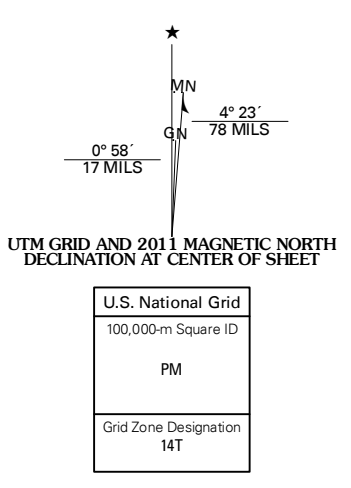 ★
MN
4° 23´
78 MILS
GN
0° 58´
17 MILS
UTM GRID AND 2011 MAGNETIC NORTH
DECLINATION AT CENTER OF SHEET
U.S. National Grid
100,000-m Square ID
PM
Grid Zone Designation
14T